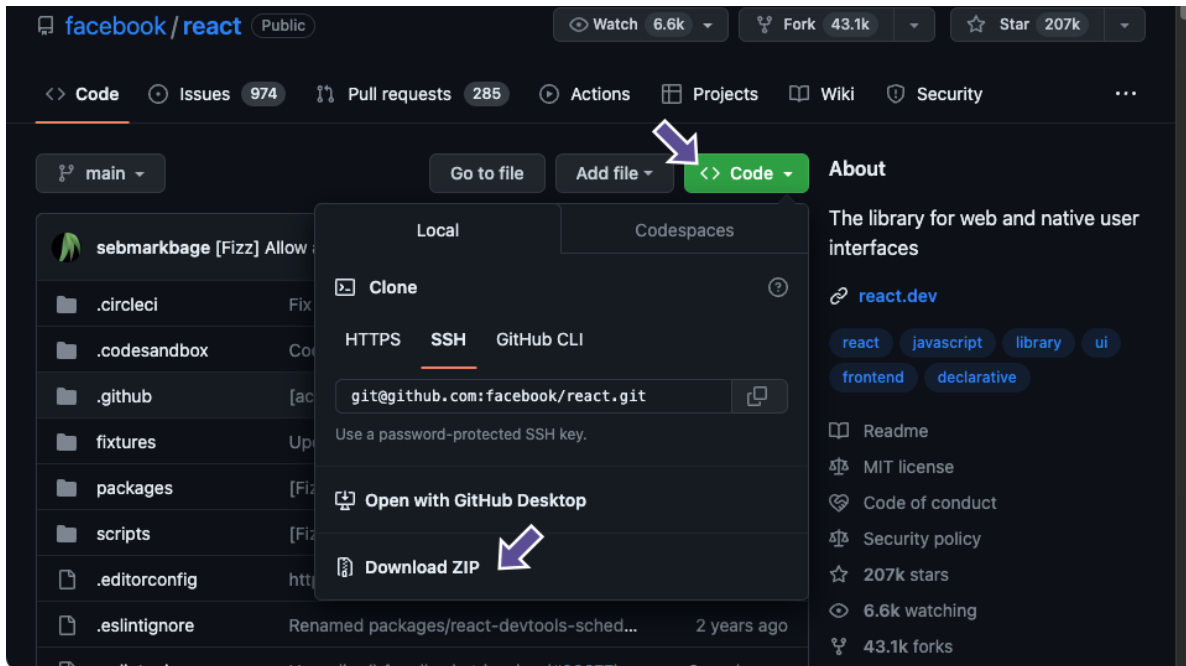 facebook / react Public
Watch 6.6k
Fork 43.1k
Star 207k
Code
Issues 974
Pull requests 285
Actions
Projects
Wiki
Security
...
main
Go to file
Add file
Code
sebmarkbage [Fizz] Allow
.circleci Fix
.codesandbox
.github [ac
fixtures
packages
scripts
.editorconfig
.eslintignore Renamed packages/react-devtools-sched... 2 years ago
Local
Codespaces
Clone
HTTPS SSH GitHub CLI
git@github.com:facebook/react.git
Use a password-protected SSH key.
Open with GitHub Desktop
Download ZIP
About
The library for web and native user
interfaces
react.dev
react javascript library ui
frontend declarative
Readme
MIT license
Code of conduct
Security policy
207k stars
6.6k watching
43.1k forks